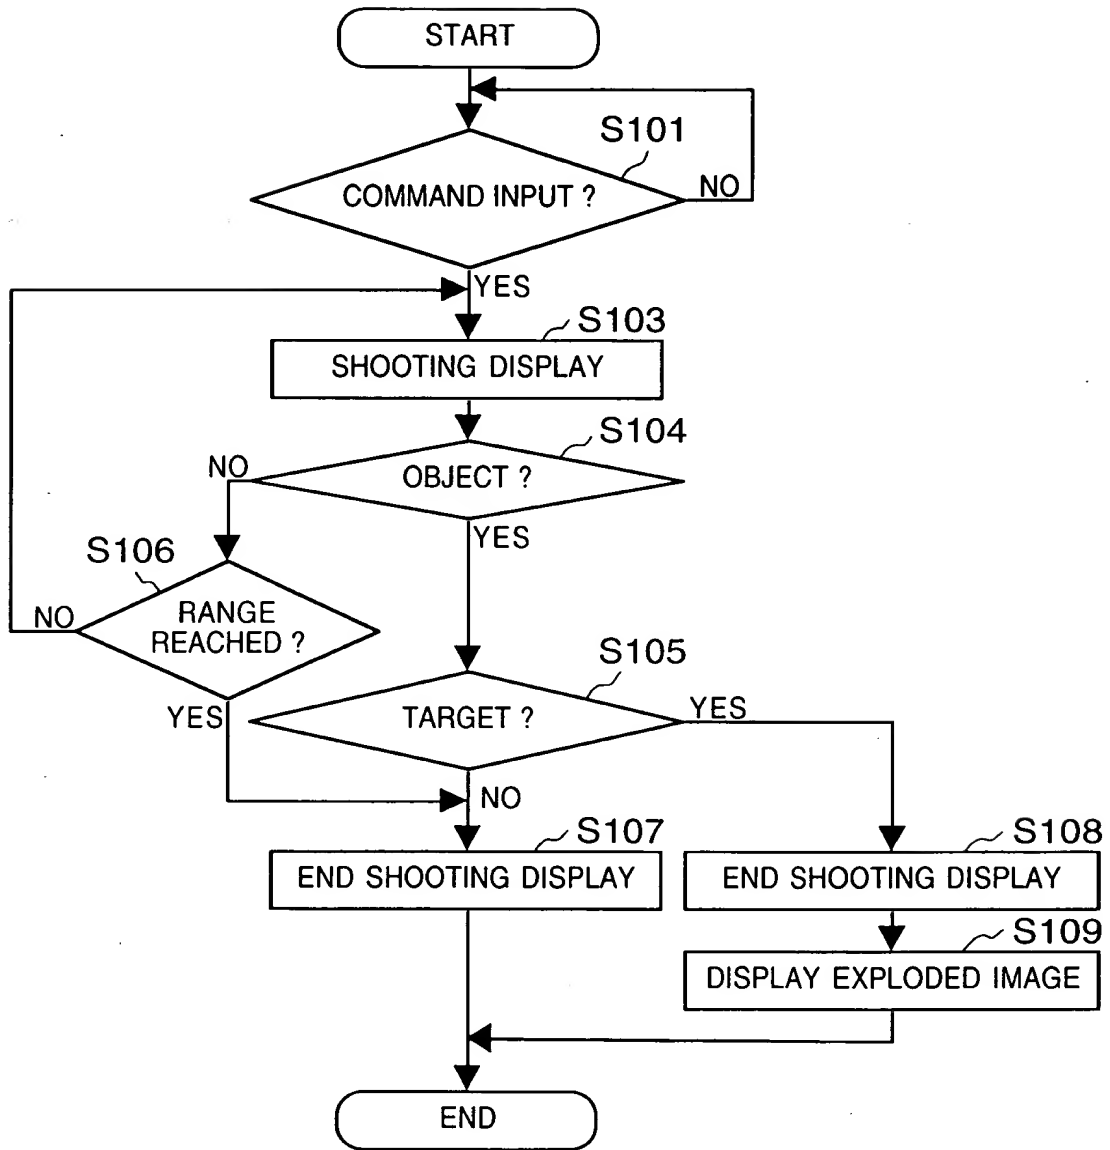 START
S101
COMMAND INPUT ?
NO
YES
S103
SHOOTING DISPLAY
S104
NO
OBJECT ?
YES
S106
NO
RANGE
REACHED ?
YES
S105
TARGET ?
YES
NO
S107
END SHOOTING DISPLAY
S108
END SHOOTING DISPLAY
S109
DISPLAY EXPLODED IMAGE
END